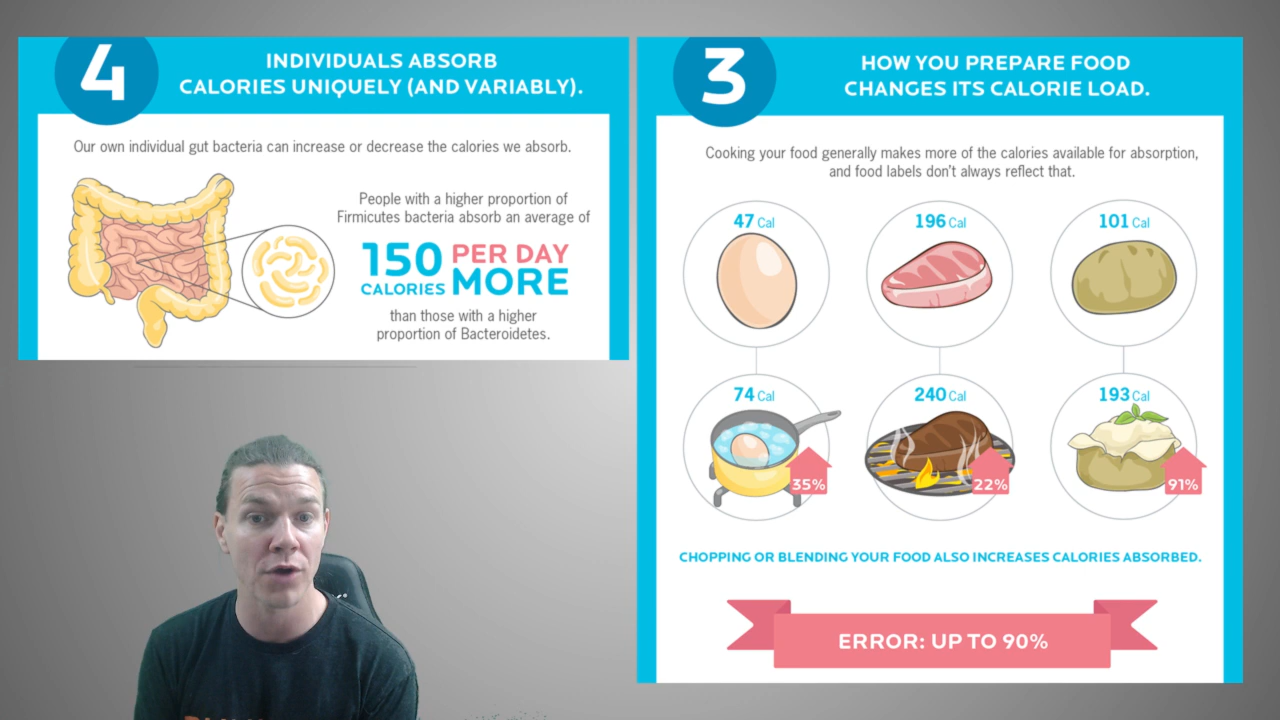 4
INDIVIDUALS ABSORB
CALORIES UNIQUELY (AND VARIABLY).
Our own individual gut bacteria can increase or decrease the calories we absorb.
People with a higher proportion of
Firmicutes bacteria absorb an average of
150 PER DAY
CALORIES MORE
than those with a higher
proportion of Bacteroidetes.
3
HOW YOU PREPARE FOOD
CHANGES ITS CALORIE LOAD.
Cooking your food generally makes more of the calories available for absorption,
and food labels don't always reflect that.
47 Cal
196 Cal
101 Cal
74 Cal
240 Cal
193 Cal
35%
22%
91%
CHOPPING OR BLENDING YOUR FOOD ALSO INCREASES CALORIES ABSORBED.
ERROR: UP TO 90%